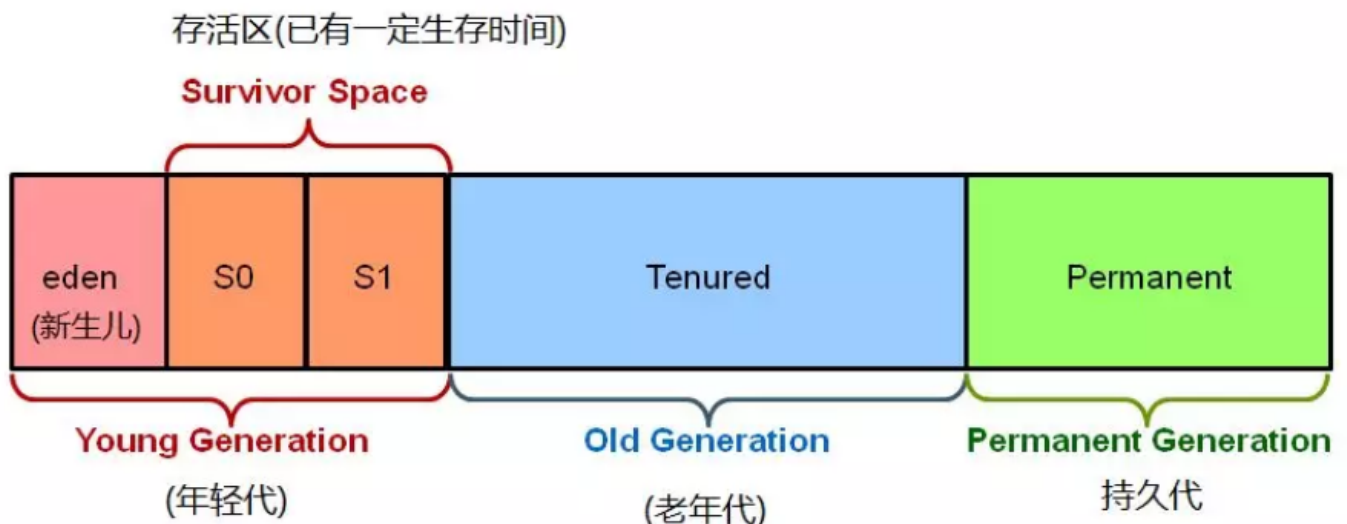 存活区(已有一定生存时间)
Survivor Space
eden
(新生儿)
S0
S1
Tenured
Permanent
Young Generation
(年轻代)
Old Generation
(老年代)
Permanent Generation
持久代